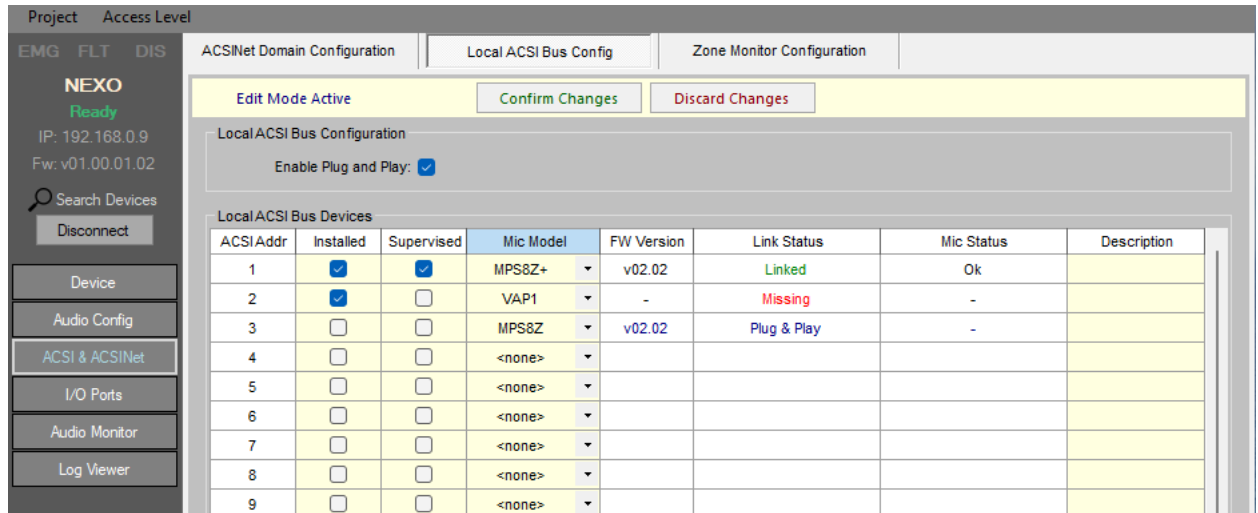 Project Access Level
EMG FLT DIS
NEXO
Ready
IP: 192.168.0.9
Fw: v01.00.01.02
Search Devices
Disconnect
Device
Audio Config
ACSI & ACSINet
I/O Ports
Audio Monitor
Log Viewer
ACSINet Domain Configuration Local ACSI Bus Config Zone Monitor Configuration
Edit Mode Active Confirm Changes Discard Changes
Local ACSI Bus Configuration
Enable Plug and Play:
Local ACSI Bus Devices
ACSI Addr Installed Supervised Mic Model FW Version Link Status Mic Status Description
1 MPS8Z+ v02.02 Linked Ok
2 VAP1 - Missing -
3 MPS8Z v02.02 Plug & Play -
4 <none>
5 <none>
6 <none>
7 <none>
8 <none>
9 <none>